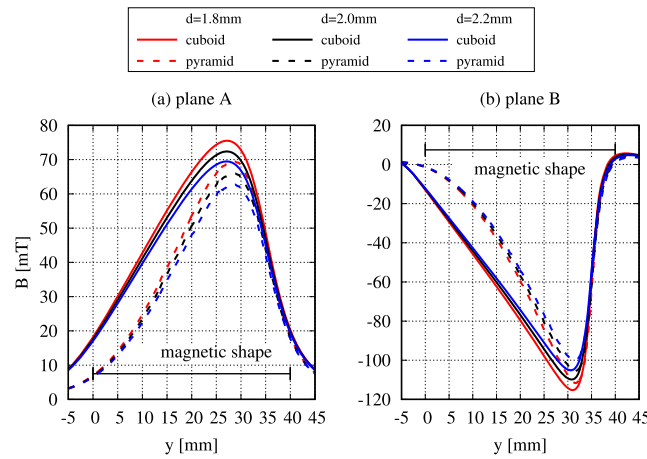 d=1.8mm d=2.0mm d=2.2mm
cuboid cuboid cuboid
pyramid pyramid pyramid
(a) plane A
80
70
60
50
40
30
20
10
0
B [mT]
magnetic shape
-5 0 5 10 15 20 25 30 35 40 45
y [mm]
(b) plane B
20
0
-20
-40
-60
-80
-100
-120
magnetic shape
-5 0 5 10 15 20 25 30 35 40 45
y [mm]